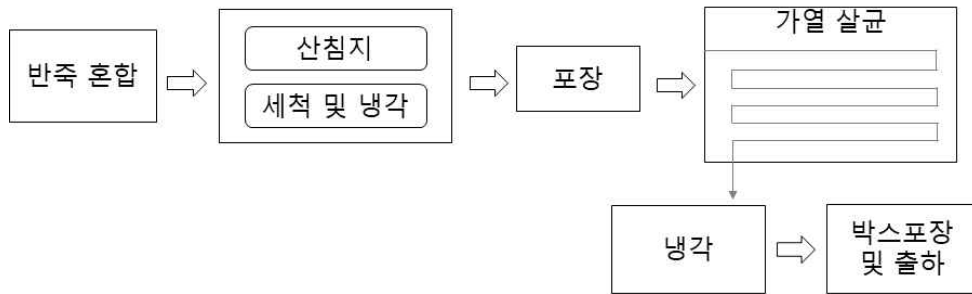 반죽 혼합
산침지
세척 및 냉각
포장
가열 살균
냉각
박스포장
및 출하